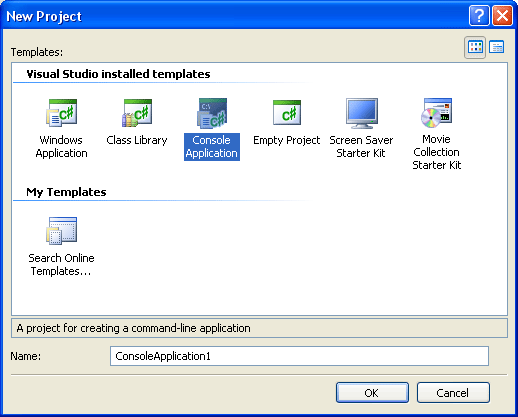 New Project
Templates:
Visual Studio installed templates
Windows Application
Class Library
Console Application
Empty Project
Screen Saver Starter Kit
Movie Collection Starter Kit
My Templates
Search Online Templates...
A project for creating a command-line application
Name:
ConsoleApplication1
OK
Cancel